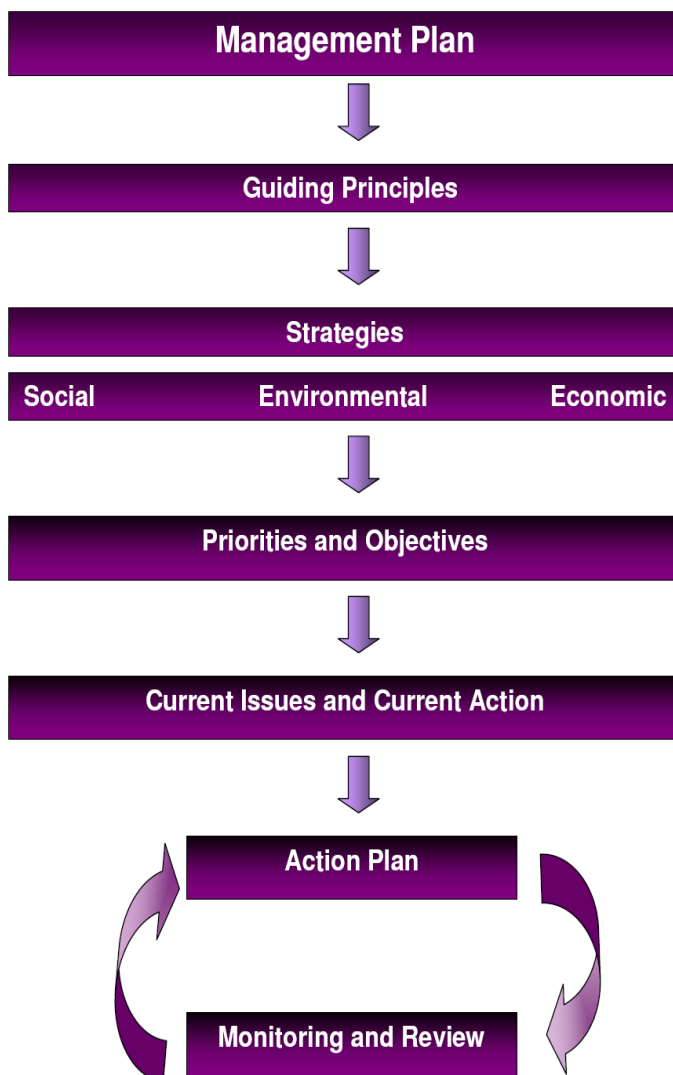 Management Plan
Guiding Principles
Strategies
Social Environmental Economic
Priorities and Objectives
Current Issues and Current Action
Action Plan
Monitoring and Review